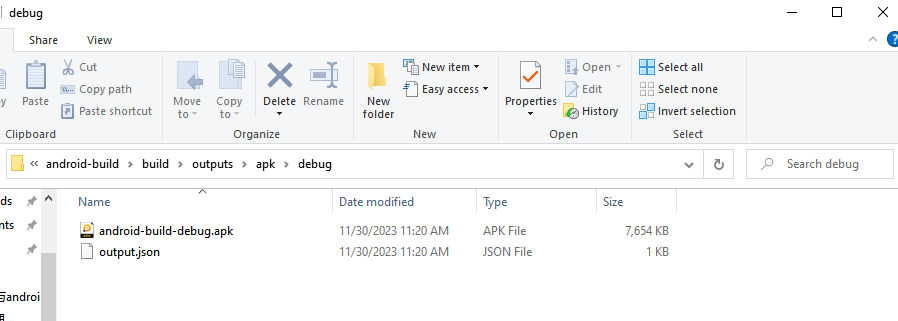 debug
Share View
Paste
Cut
Copy path
Paste shortcut
Move to
Copy to
Delete
Rename
New folder
New item
Easy access
Properties
Open
Edit
History
Select all
Select none
Invert selection
Clipboard Organize New Open Select
« android-build > build > outputs > apk > debug
Search debug
Name Date modified Type Size
android-build-debug.apk 11/30/2023 11:20 AM APK File 7,654 KB
output.json 11/30/2023 11:20 AM JSON File 1 KB